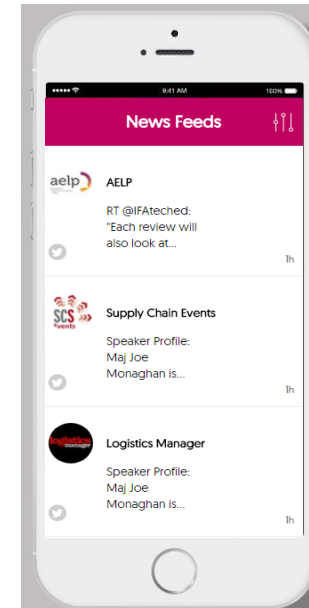 9:41 AM
100%
News Feeds
aelp
AELP
RT @IFAteched:
"Each review will
also look at...
1h
SCS
Events
Supply Chain Events
Speaker Profile:
Maj Joe
Monaghan is...
1h
logistics
manager
Logistics Manager
Speaker Profile:
Maj Joe
Monaghan is...
1h